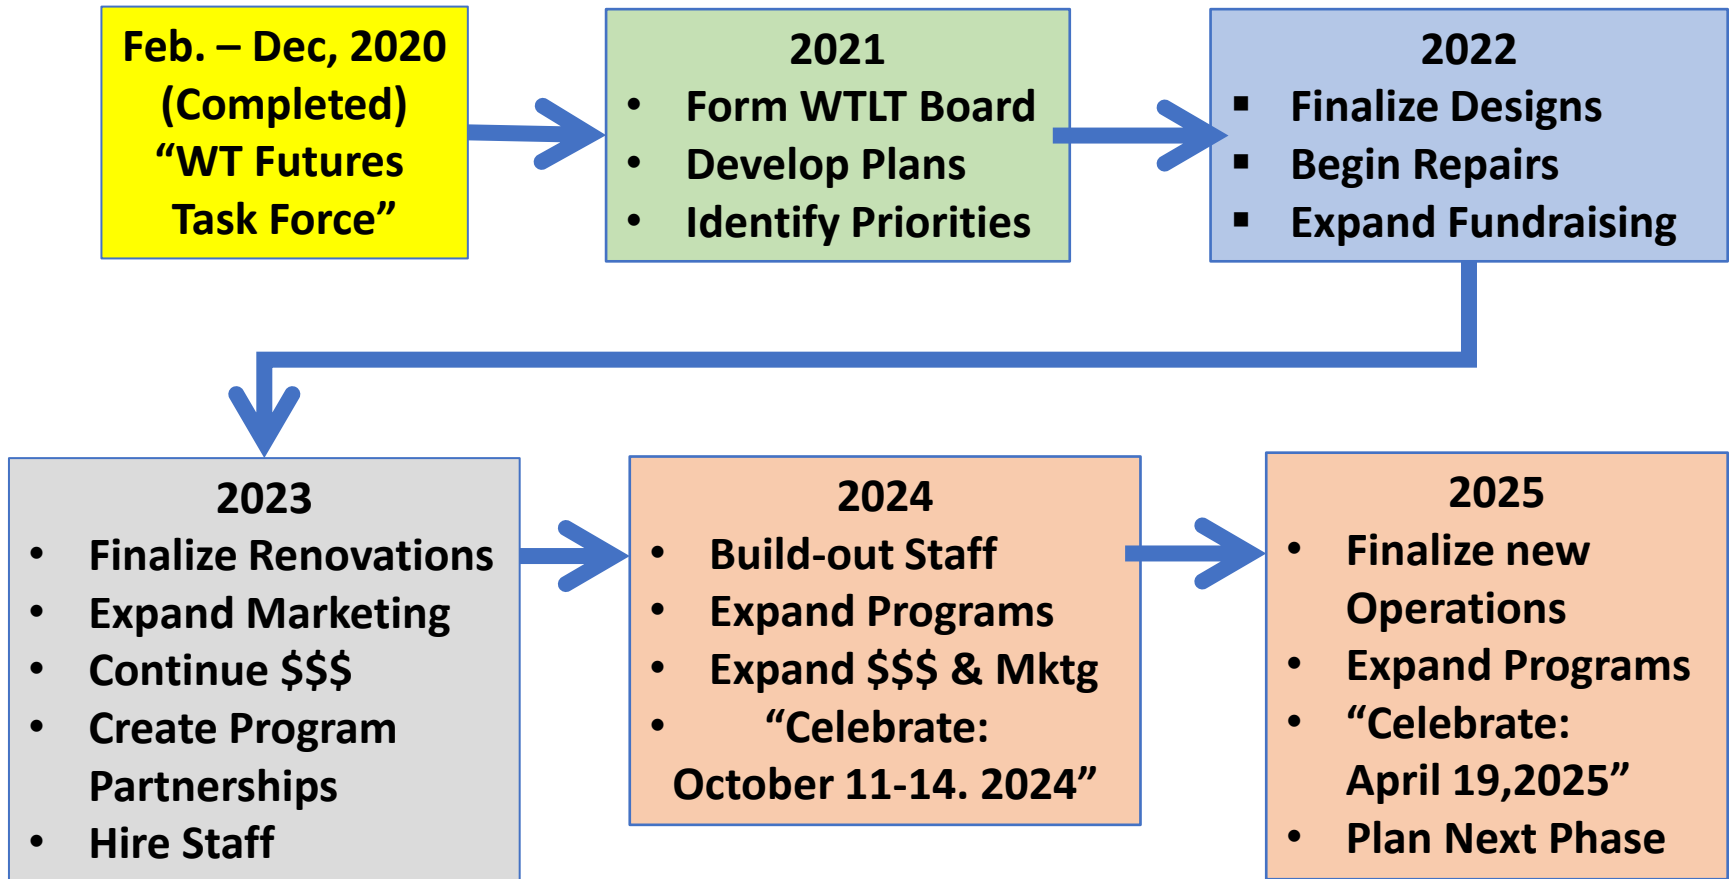 Feb. – Dec, 2020
(Completed)
“WT Futures
Task Force”
2021
• Form WTLT Board
• Develop Plans
• Identify Priorities
2022
▪ Finalize Designs
▪ Begin Repairs
▪ Expand Fundraising
2023
• Finalize Renovations
• Expand Marketing
• Continue $$$
• Create Program
Partnerships
• Hire Staff
2024
• Build-out Staff
• Expand Programs
• Expand $$$ & Mktg
• “Celebrate:
October 11-14. 2024”
2025
• Finalize new
Operations
• Expand Programs
• “Celebrate:
April 19,2025”
• Plan Next Phase